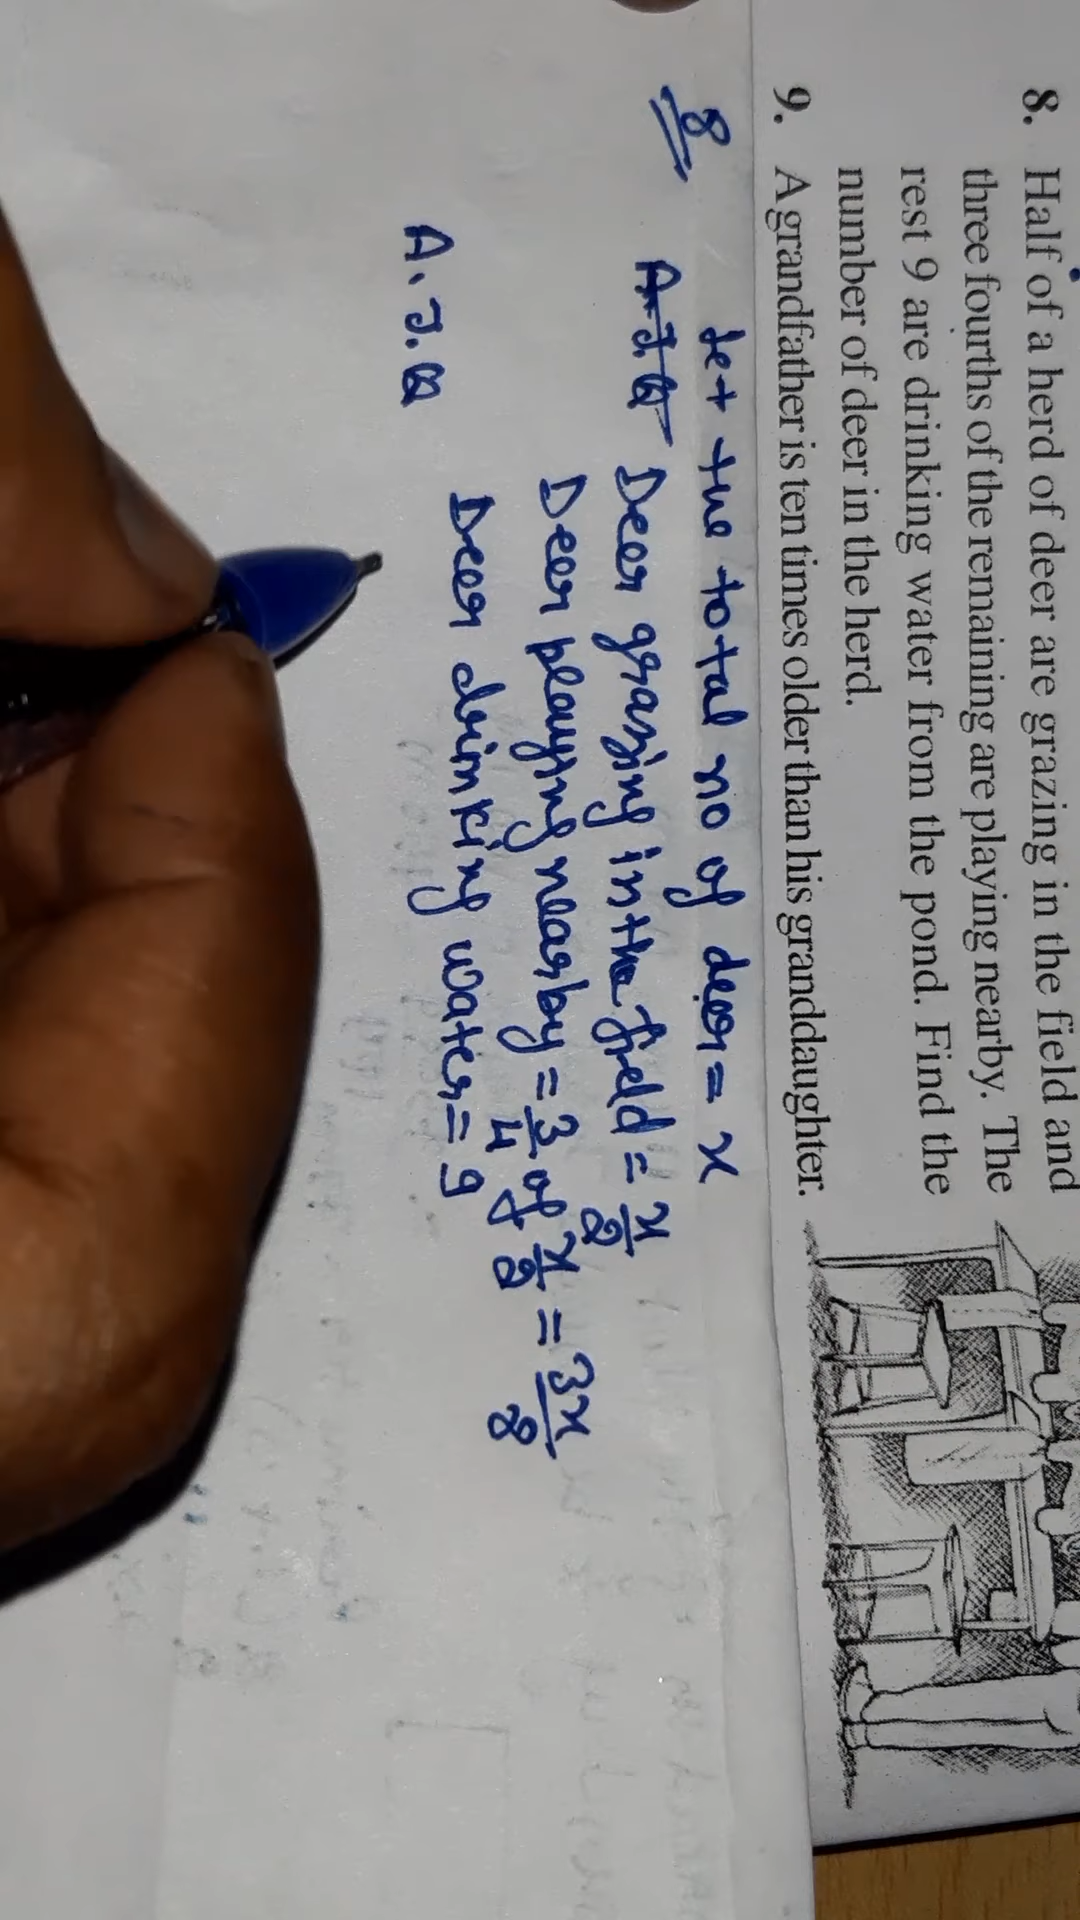 8. Half of a herd of deer are grazing in the field and
three fourths of the remaining are playing nearby. The
rest 9 are drinking water from the pond. Find the
number of deer in the herd.
9. A grandfather is ten times older than his granddaughter.
8 let the total no of deer = x
A.T.Q Deer grazing in the field = x/2
Deer playing nearby = 3/4 of x/2 = 3x/8
Deer drinking water = 9
A.T.Q